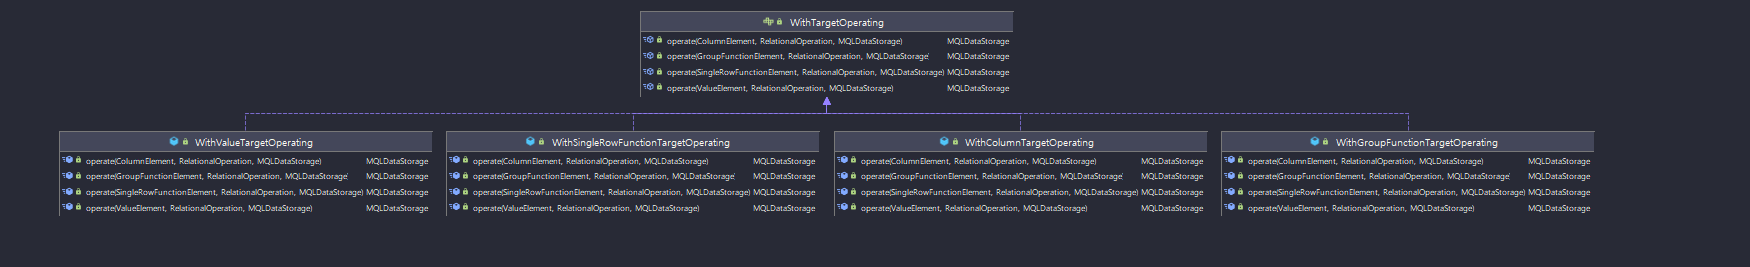 WithTargetOperating
operate(ColumnElement, RelationalOperation, MQLDataStorage) MQLDataStorage
operate(GroupFunctionElement, RelationalOperation, MQLDataStorage) MQLDataStorage
operate(SingleRowFunctionElement, RelationalOperation, MQLDataStorage) MQLDataStorage
operate(ValueElement, RelationalOperation, MQLDataStorage) MQLDataStorage
WithValueTargetOperating
operate(ColumnElement, RelationalOperation, MQLDataStorage) MQLDataStorage
operate(GroupFunctionElement, RelationalOperation, MQLDataStorage) MQLDataStorage
operate(SingleRowFunctionElement, RelationalOperation, MQLDataStorage) MQLDataStorage
operate(ValueElement, RelationalOperation, MQLDataStorage) MQLDataStorage
WithSingleRowFunctionTargetOperating
operate(ColumnElement, RelationalOperation, MQLDataStorage) MQLDataStorage
operate(GroupFunctionElement, RelationalOperation, MQLDataStorage) MQLDataStorage
operate(SingleRowFunctionElement, RelationalOperation, MQLDataStorage) MQLDataStorage
operate(ValueElement, RelationalOperation, MQLDataStorage) MQLDataStorage
WithColumnTargetOperating
operate(ColumnElement, RelationalOperation, MQLDataStorage) MQLDataStorage
operate(GroupFunctionElement, RelationalOperation, MQLDataStorage) MQLDataStorage
operate(SingleRowFunctionElement, RelationalOperation, MQLDataStorage) MQLDataStorage
operate(ValueElement, RelationalOperation, MQLDataStorage) MQLDataStorage
WithGroupFunctionTargetOperating
operate(ColumnElement, RelationalOperation, MQLDataStorage) MQLDataStorage
operate(GroupFunctionElement, RelationalOperation, MQLDataStorage) MQLDataStorage
operate(SingleRowFunctionElement, RelationalOperation, MQLDataStorage) MQLDataStorage
operate(ValueElement, RelationalOperation, MQLDataStorage) MQLDataStorage